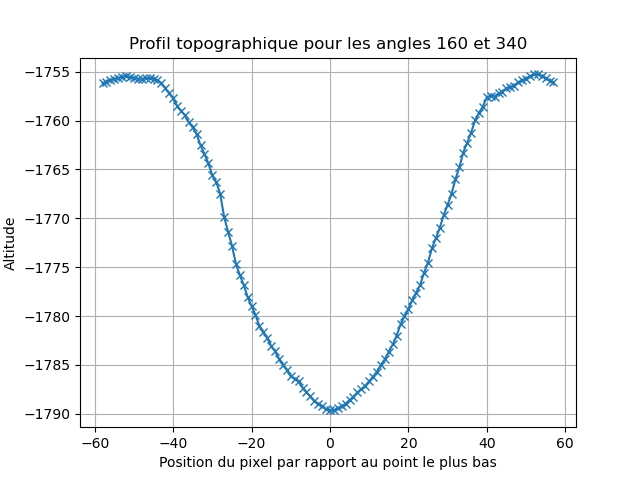 Profil topographique pour les angles 160 et 340
Altitude
−1755
−1760
−1765
−1770
−1775
−1780
−1785
−1790
−60 −40 −20 0 20 40 60
Position du pixel par rapport au point le plus bas